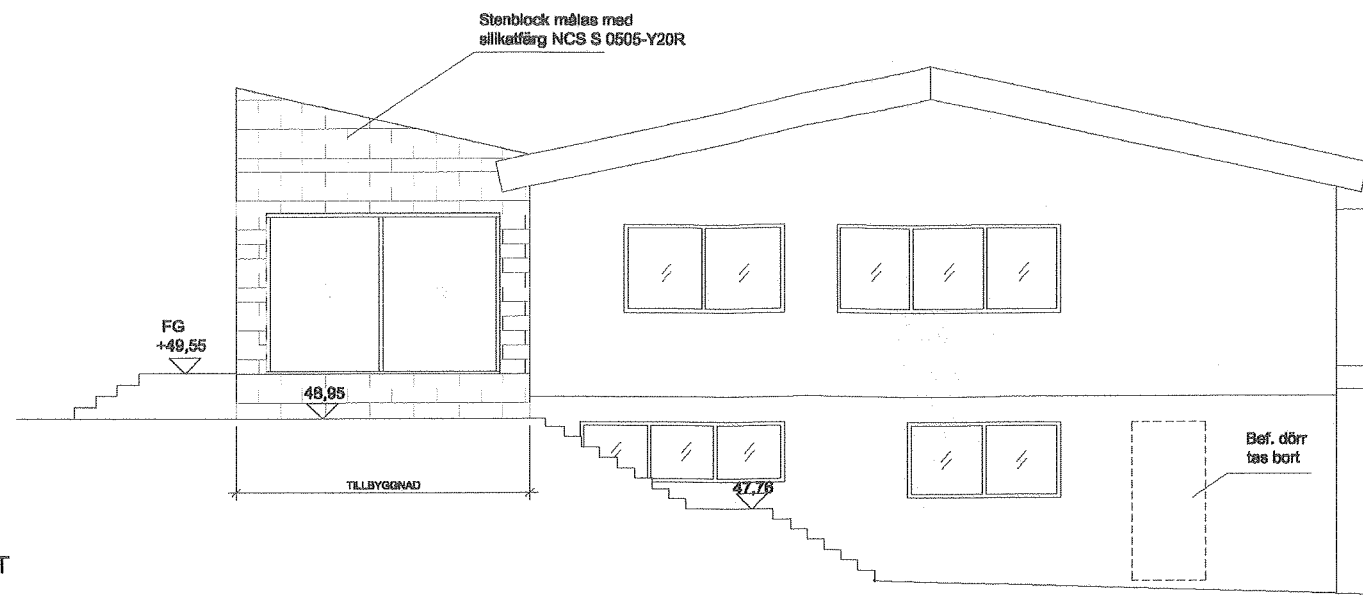 Stenblock målas med
silikatfärg NCS S 0505-Y20R
FG
+49,55
48,95
TILLBYGGNAD
47,76
Bef. dörr
tas bort
T